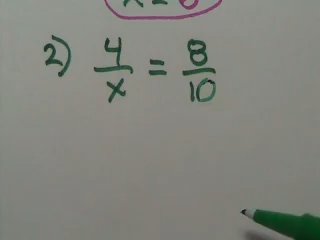 2) 4/x = 8/10